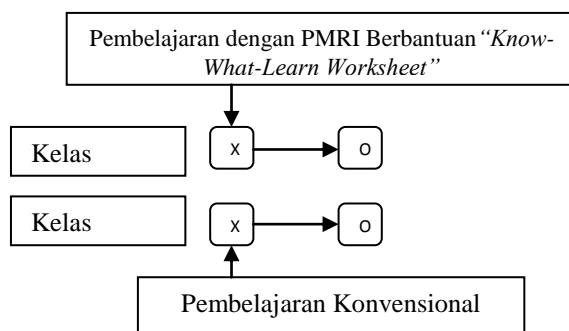 Pembelajaran dengan PMRI Berbantuan “Know-
What-Learn Worksheet”
Kelas X O
Kelas X O
Pembelajaran Konvensional